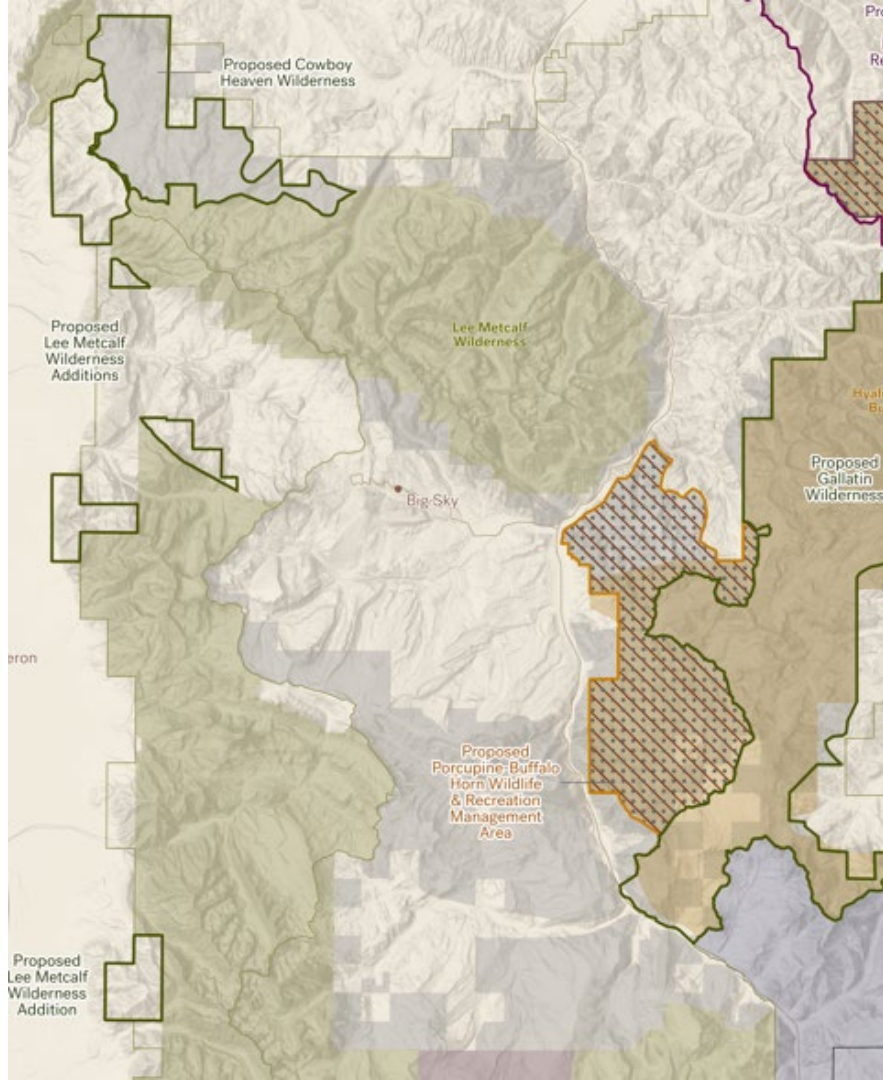 Proposed Cowboy
Heaven Wilderness
Proposed
Lee Metcalf
Wilderness
Additions
Lee Metcalf
Wilderness
Proposed
Gallatin
Wilderness
Big Sky
Proposed
Porcupine-Buffalo
Horn Wildlife
& Recreation
Management
Area
Proposed
Lee Metcalf
Wilderness
Addition